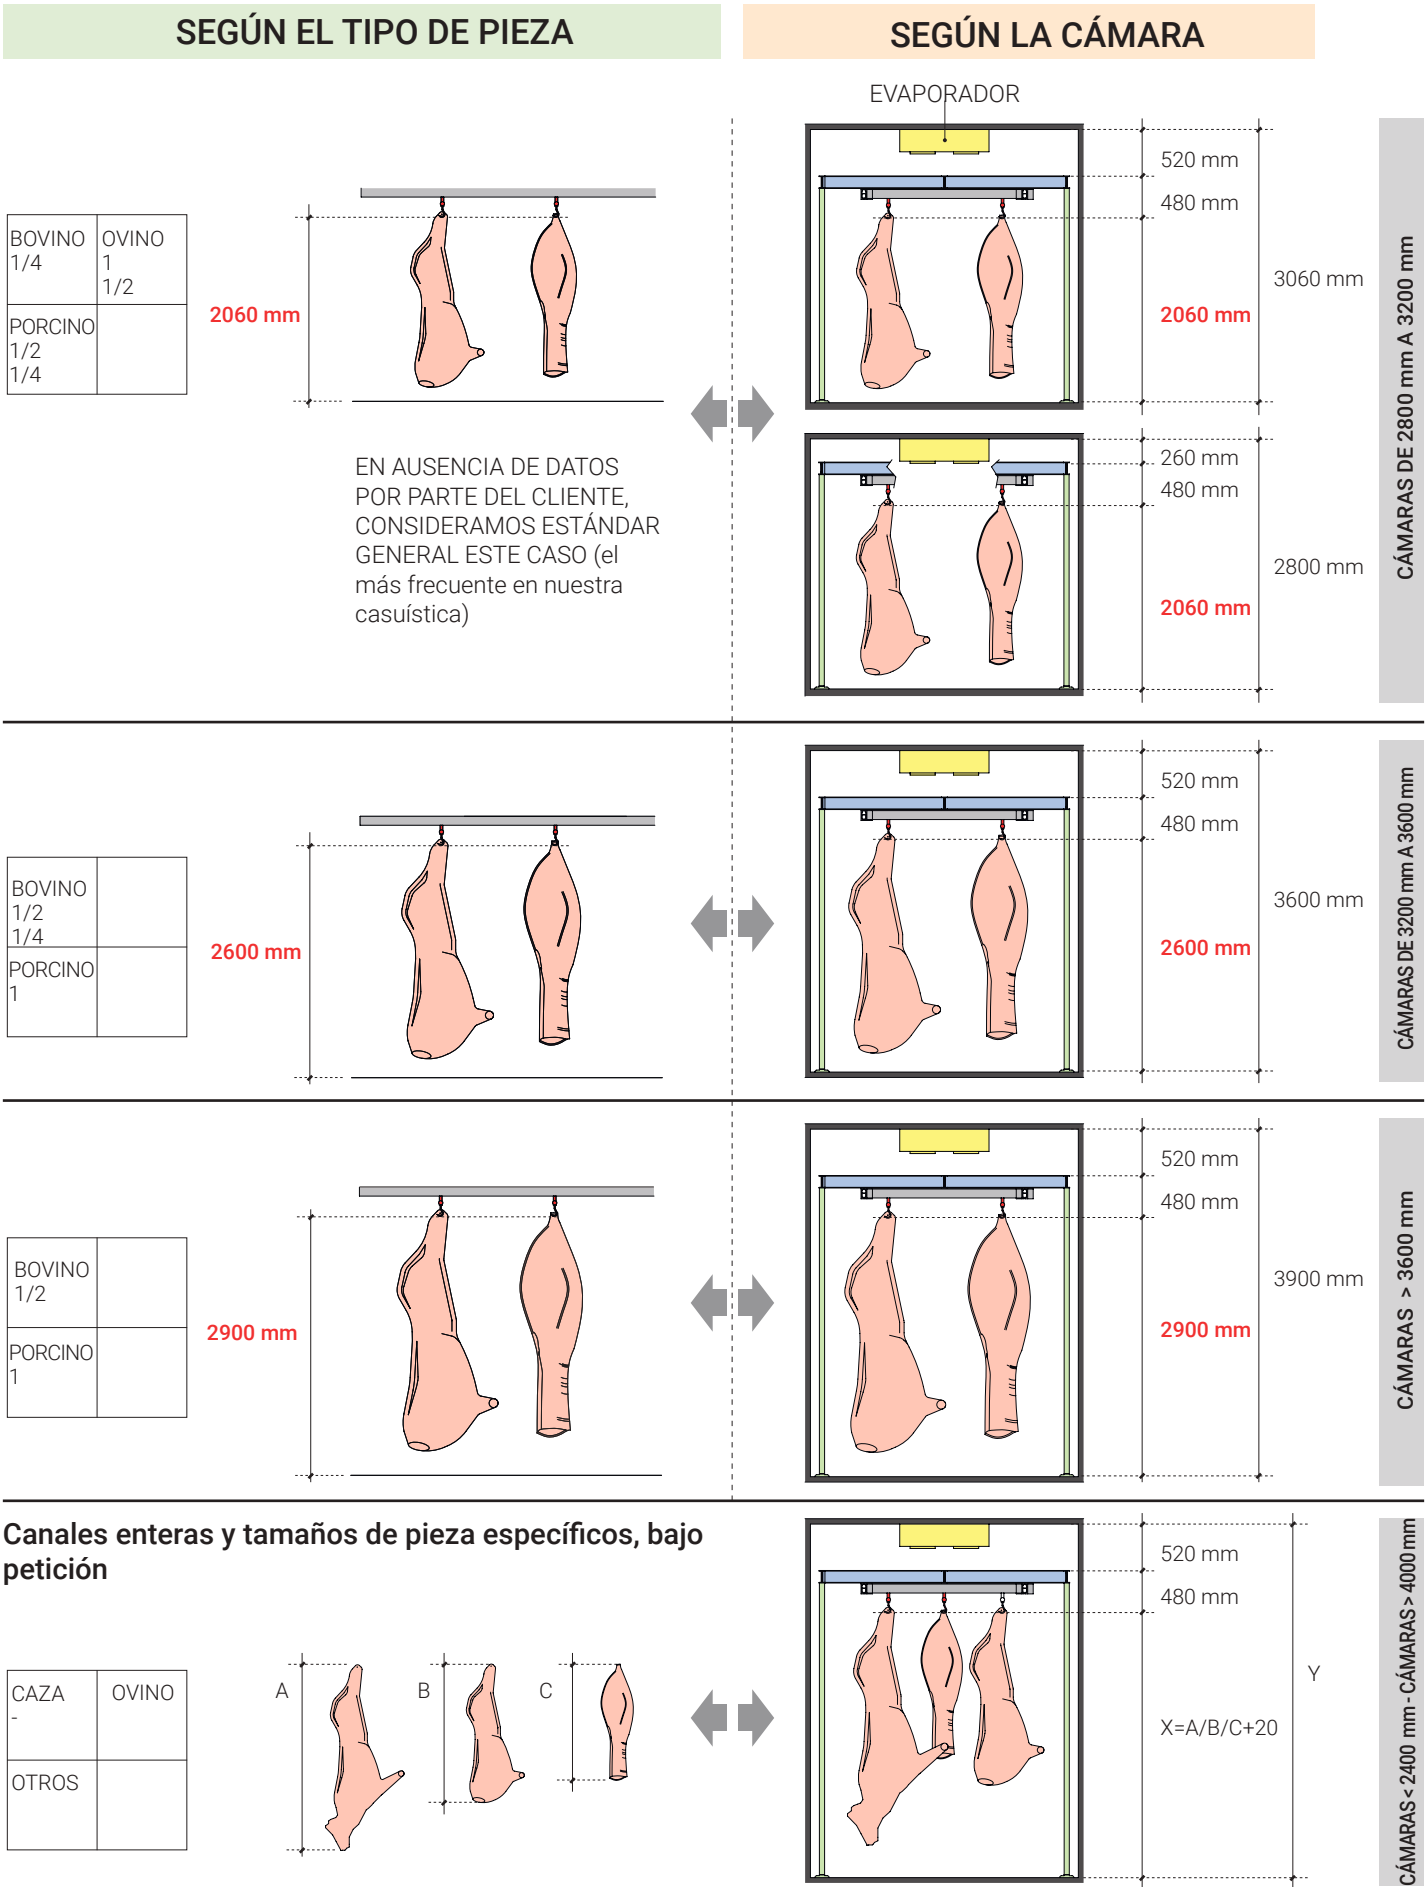 SEGÚN EL TIPO DE PIEZA
SEGÚN LA CÁMARA
EVAPORADOR
BOVINO
1/4
OVINO
1
1/2
PORCINO
1/2
1/4
2060 mm
EN AUSENCIA DE DATOS
POR PARTE DEL CLIENTE,
CONSIDERAMOS ESTÁNDAR
GENERAL ESTE CASO (el
más frecuente en nuestra
casuística)
520 mm
480 mm
2060 mm
3060 mm
260 mm
480 mm
2060 mm
2800 mm
CÁMARAS DE 2800 mm A 3200 mm
BOVINO
1/2
1/4
PORCINO
1
2600 mm
520 mm
480 mm
2600 mm
3600 mm
CÁMARAS DE 3200 mm A 3600 mm
BOVINO
1/2
PORCINO
1
2900 mm
520 mm
480 mm
2900 mm
3900 mm
CÁMARAS > 3600 mm
Canales enteras y tamaños de pieza específicos, bajo
petición
CAZA
-
OVINO
OTROS
A
B
C
520 mm
480 mm
X=A/B/C+20
Y
CÁMARAS < 2400 mm - CÁMARAS > 4000 mm